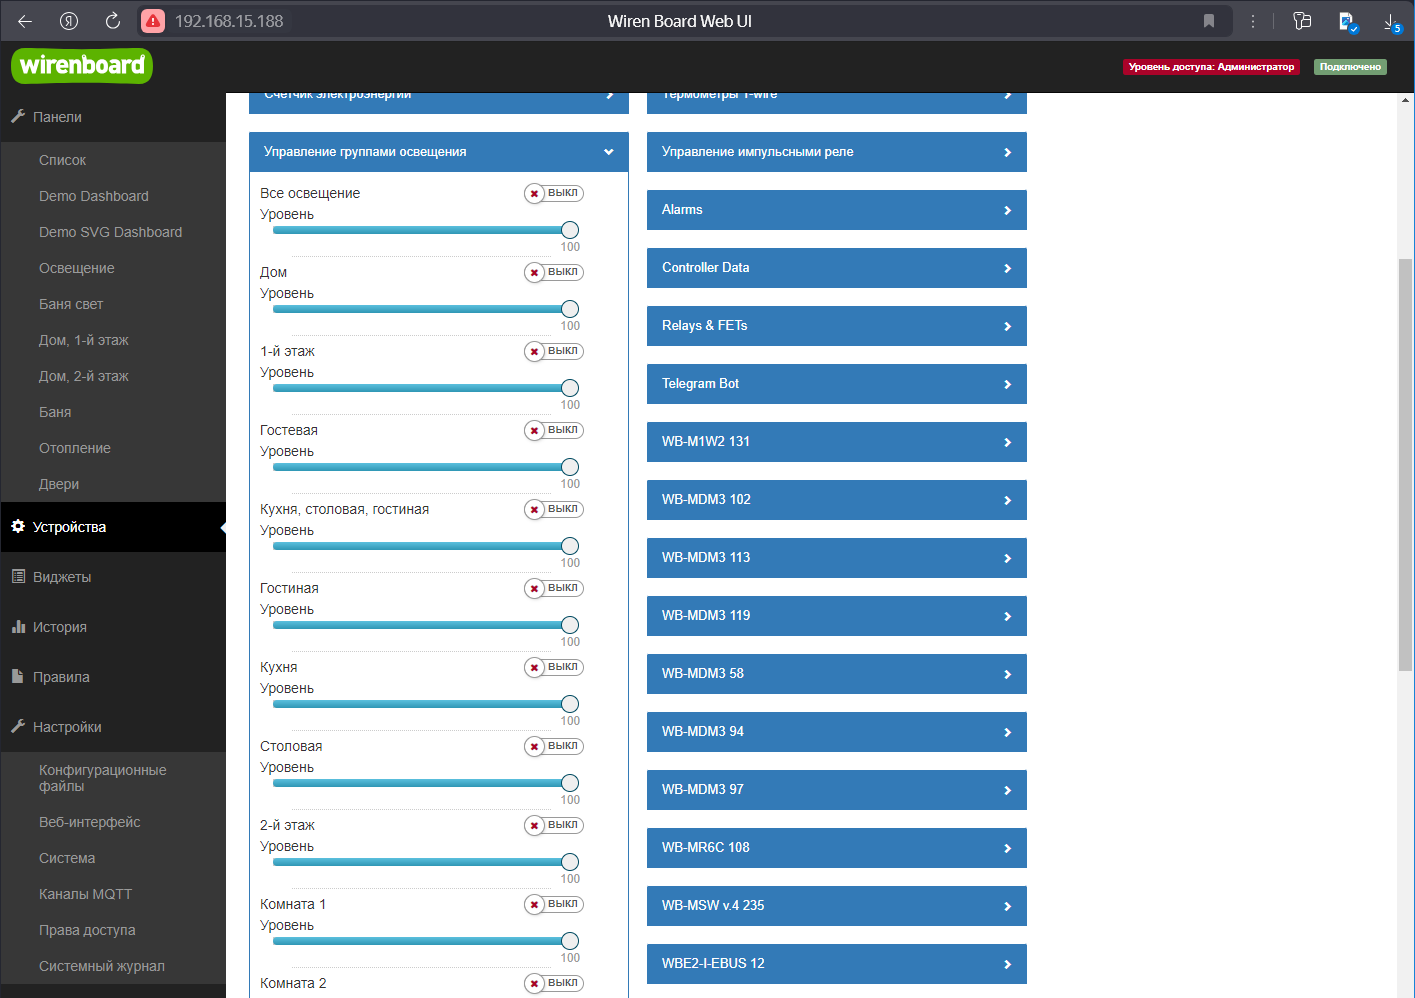 192.168.15.188
Wiren Board Web UI
5
wirenboard
Уровень доступа: Администратор
Подключено
Панели
Список
Demo Dashboard
Demo SVG Dashboard
Освещение
Баня свет
Дом, 1-й этаж
Дом, 2-й этаж
Баня
Отопление
Двери
Устройства
Виджеты
История
Правила
Настройки
Конфигурационные
файлы
Веб-интерфейс
Система
Каналы MQTT
Права доступа
Системный журнал
Счетчик электроэнергии
Управление группами освещения
Все освещение
ВЫКЛ
Уровень
100
Дом
ВЫКЛ
Уровень
100
1-й этаж
ВЫКЛ
Уровень
100
Гостевая
ВЫКЛ
Уровень
100
Кухня, столовая, гостиная
ВЫКЛ
Уровень
100
Гостиная
ВЫКЛ
Уровень
100
Кухня
ВЫКЛ
Уровень
100
Столовая
ВЫКЛ
Уровень
100
2-й этаж
ВЫКЛ
Уровень
100
Комната 1
ВЫКЛ
Уровень
100
Комната 2
ВЫКЛ
Термометры 1-wire
Управление импульсными реле
Alarms
Controller Data
Relays & FETs
Telegram Bot
WB-M1W2 131
WB-MDM3 102
WB-MDM3 113
WB-MDM3 119
WB-MDM3 58
WB-MDM3 94
WB-MDM3 97
WB-MR6C 108
WB-MSW v.4 235
WBE2-I-EBUS 12